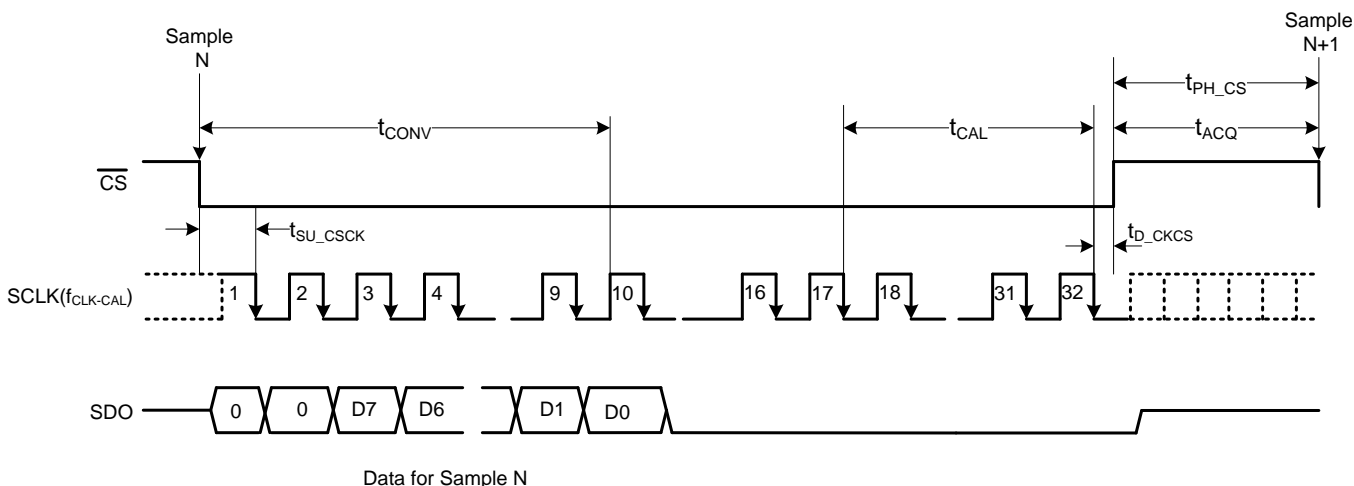 Sample
N
Sample
N+1
tPH_CS
tCONV
tCAL
tACQ
CS
tSU_CSCK
tD_CKCS
SCLK(fCLK-CAL)
1 2 3 4 9 10 16 17 18 31 32
SDO
0 0 D7 D6 D1 D0
Data for Sample N